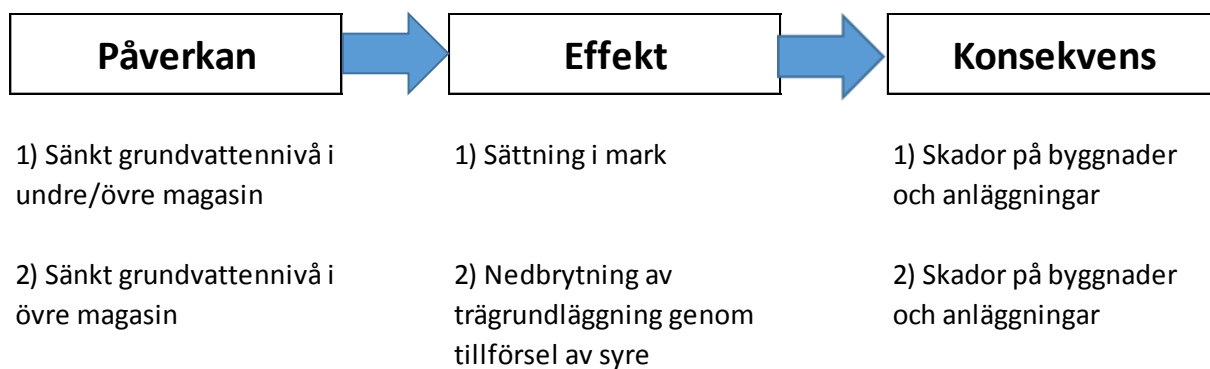 Påverkan
Effekt
Konsekvens
1) Sänkt grundvattennivå i
undre/övre magasin
1) Sättning i mark
1) Skador på byggnader
och anläggningar
2) Sänkt grundvattennivå i
övre magasin
2) Nedbrytning av
trägrundläggning genom
tillförsel av syre
2) Skador på byggnader
och anläggningar